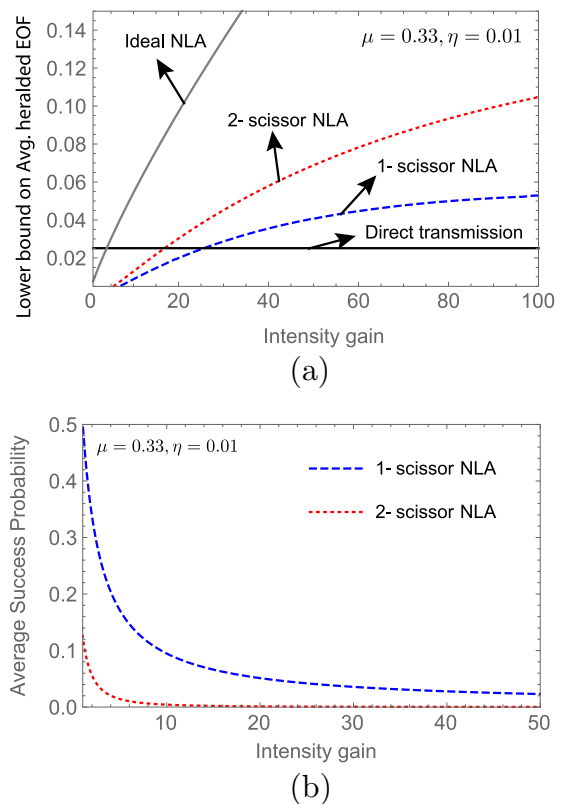 0.14
0.12
0.10
0.08
0.06
0.04
0.02
Lower bound on Avg. heralded EOF
Ideal NLA
μ = 0.33, η = 0.01
2- scissor NLA
1- scissor NLA
Direct transmission
0 20 40 60 80 100
Intensity gain
(a)
0.5
0.4
0.3
0.2
0.1
0.0
Average Success Probability
μ = 0.33, η = 0.01
1- scissor NLA
2- scissor NLA
10 20 30 40 50
Intensity gain
(b)